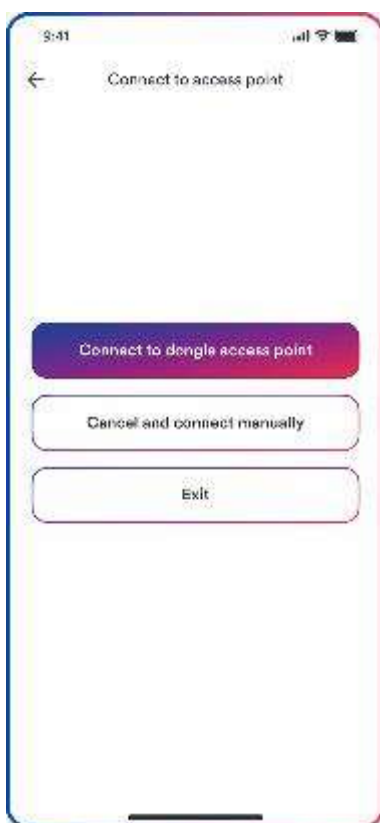 9:41
Connect to access point
Connect to dongle access point
Cancel and connect manually
Exit